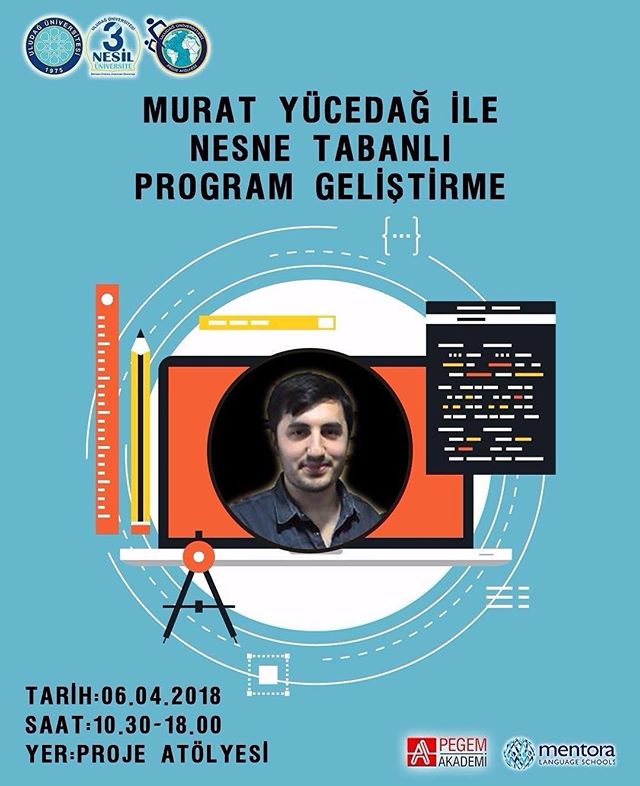 ULUDAĞ ÜNİVERSİTESİ
1975
ULUDAĞ ÜNİVERSİTESİ
3.
NESİL
ÜNİVERSİTE
MURAT YÜCEDAĞ İLE
NESNE TABANLI
PROGRAM GELİŞTİRME
{...}
TARİH:06.04.2018
SAAT:10.30-18.00
YER:PROJE ATÖLYESİ
PEGEM
AKADEMİ
mentora
LANGUAGE SCHOOLS